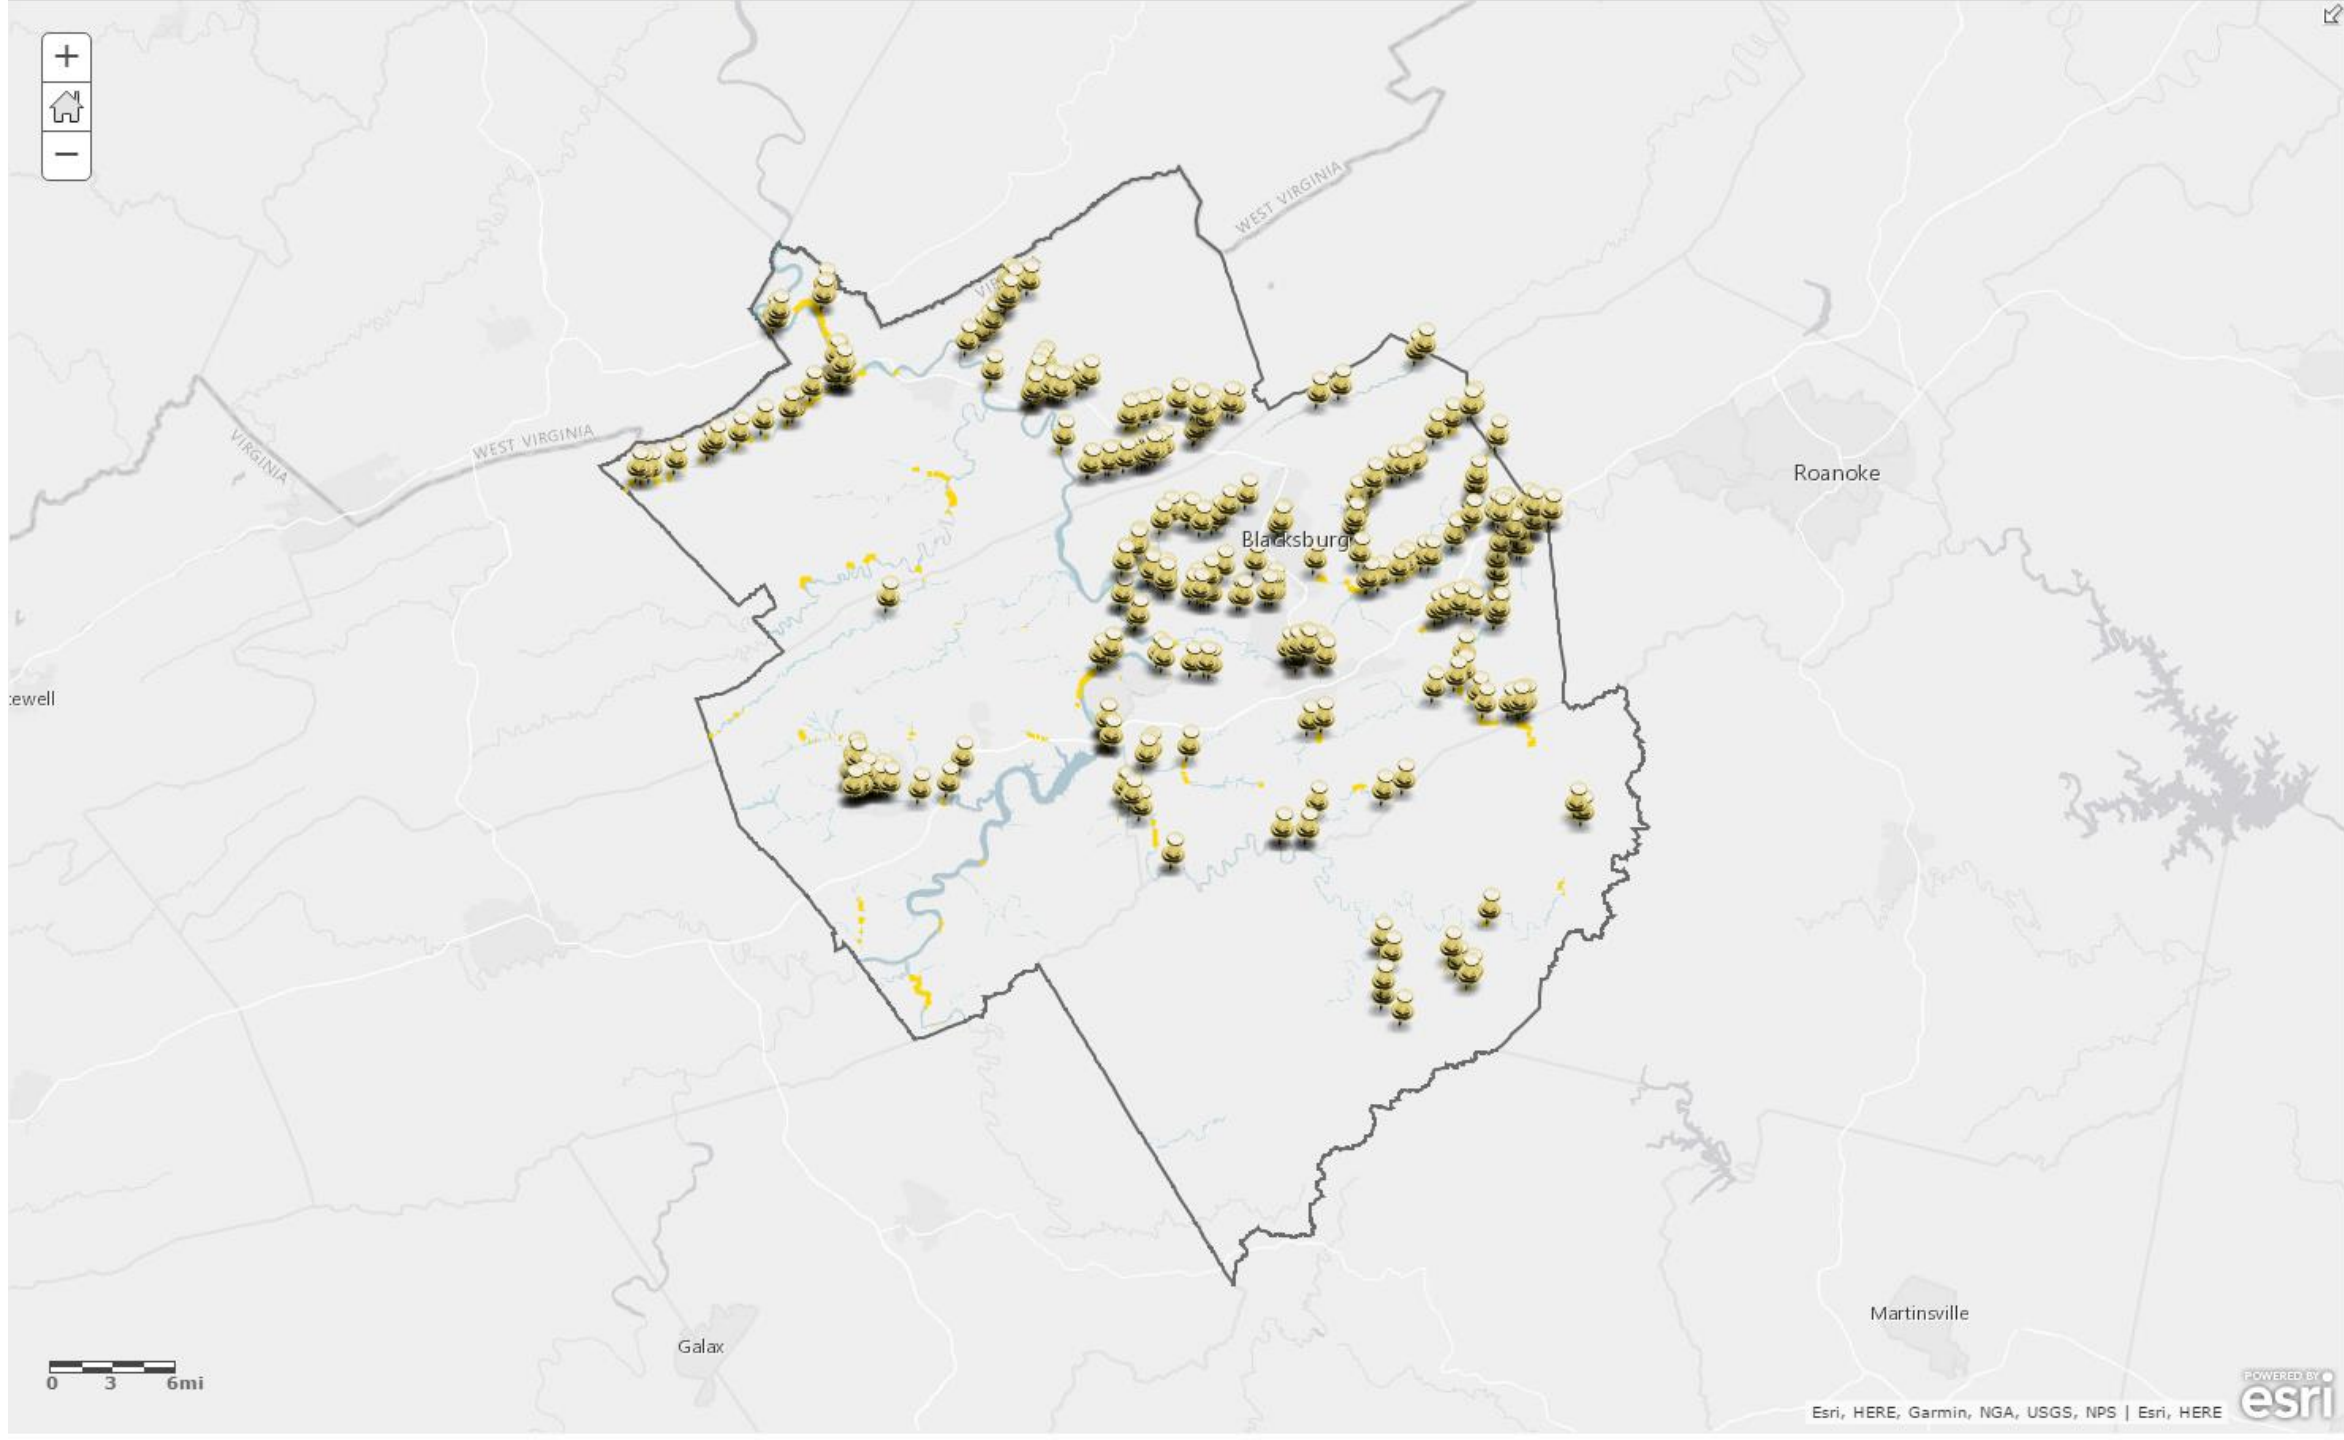 +
−
WEST VIRGINIA
VIR
WEST VIRGINIA
VIRGINIA
Roanoke
Blacksburg
ewell
Martinsville
Galax
0 3 6mi
POWERED BY
esri
Esri, HERE, Garmin, NGA, USGS, NPS | Esri, HERE